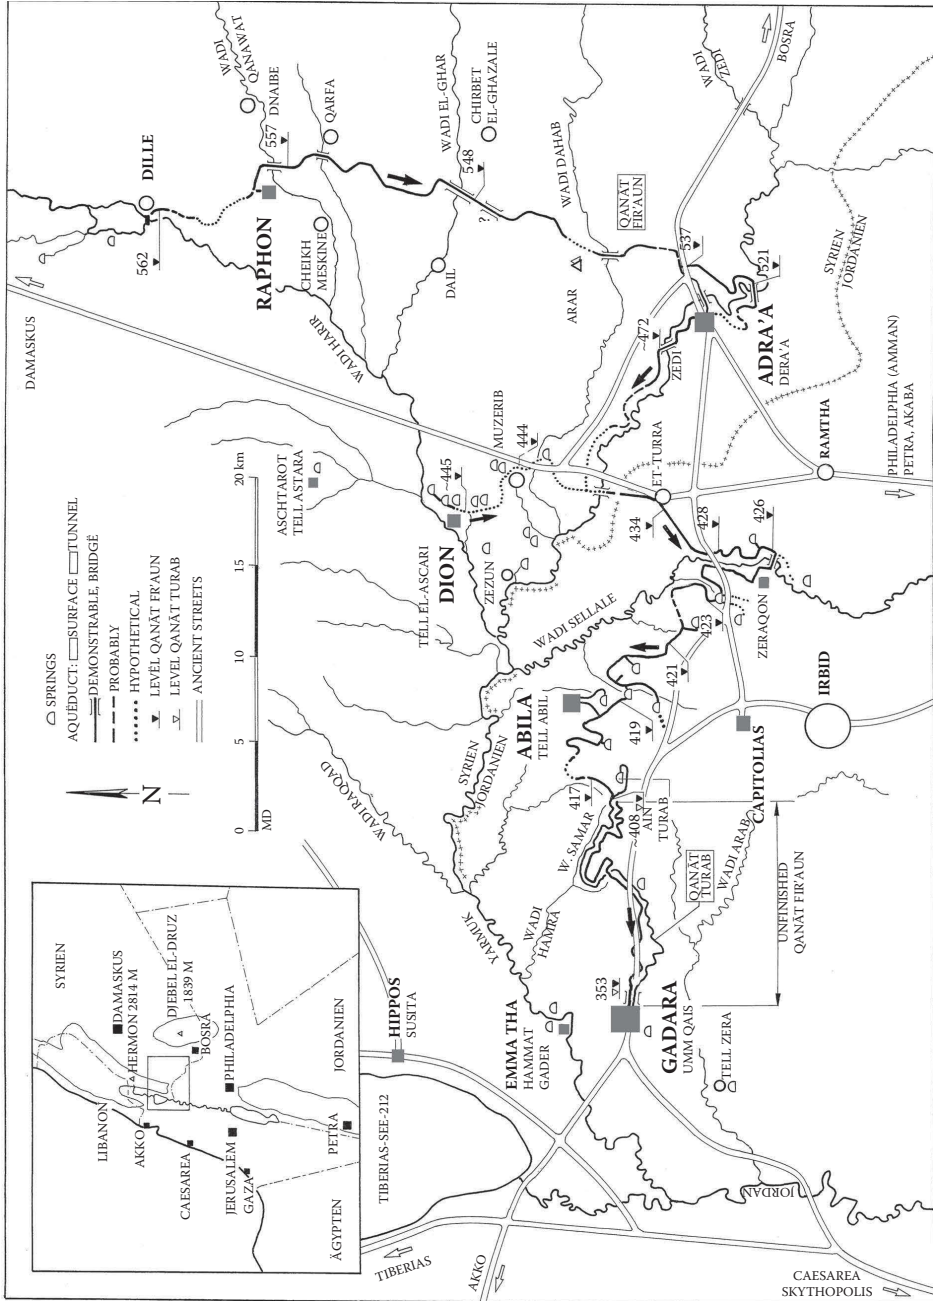 SPRINGS
AQUËDUCT: SURFACE TUNNEL
DEMONSTRABLE, BRIDGË
PROBABLY
HYPOTHETICAL
LEVËL QANĀT FR'AUN
LEVEL QANĀT TURAB
ANCIENT STREETS
N
0 5 10 15 20 km
MD
SYRIEN
LIBANON
DAMASKUS
HERMON 2814 M
AKKO
DJEBEL EL-DRUZ
1839 M
BOSRA
CAESAREA
PHILADELPHIA
JERUSALEM
GAZA
PETRA
JORDANIEN
ÄGYPTEN
TIBERIAS-SEE-212
TIBERIAS
AKKO
CAESAREA
SKYTHOPOLIS
JORDAN
HIPPOS
SUSITA
EMMA THA
HAMMAT
GADER
GADARA
UMM QAIS
TELL ZERA
353
YARMUK
WADI RAQQAD
WADI
HAMRA
W. SAMAR
QANĀT
TURAB
WADI ARAB
UNFINISHED
QANĀT FIR'AUN
~408
AIN
TURAB
417
419
421
423
CAPITOLIAS
IRBID
ABILA
TELL ABIL
SYRIEN
JORDANIEN
WADI SELLALE
ZERAQON
426
428
434
ET-TURRA
RAMTHA
PHILADELPHIA (AMMAN)
PETRA, AKABA
DION
TELL EL-ASCARI
ZEZUN
~445
444
MUZERIB
ASCHTAROT
TELL ASTARA
DAMASKUS
WADI HARIR
DILLE
562
RAPHON
557
DNAIBE
WADI
QANAWAT
QARFA
CHEIKH
MESKINE
DAIL
WADI EL-GHAR
CHIRBET
EL-GHAZALE
548
?
WADI DAHAB
ARAR
QANĀT
FIR'AUN
537
521
~472
ZEDI
ADRA'A
DERA'A
SYRIEN
JORDANIEN
WADI
ZEDI
BOSRA